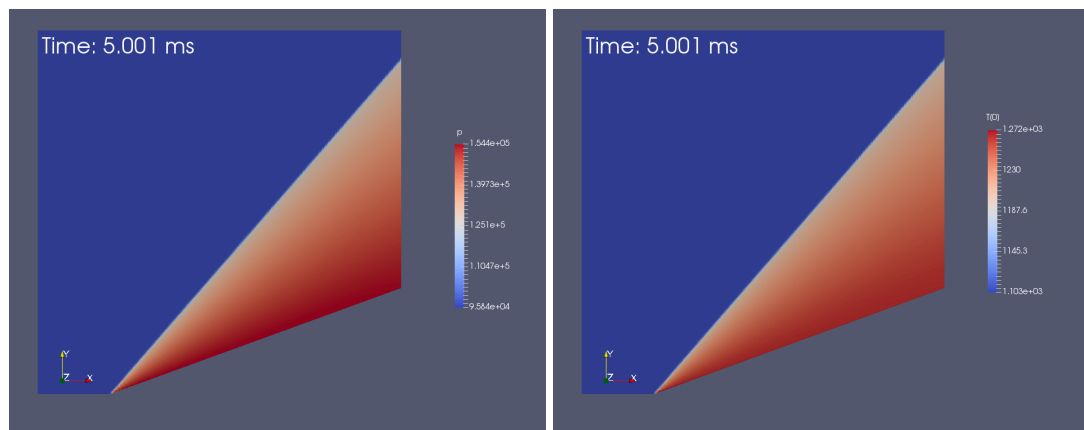 Time: 5.001 ms
p
1.544e+05
1.3973e+5
1.251e+5
1.1047e+5
9.584e+04
Y
Z X
Time: 5.001 ms
T(0)
1.272e+03
1230
1187.6
1145.3
1.103e+03
Y
Z X